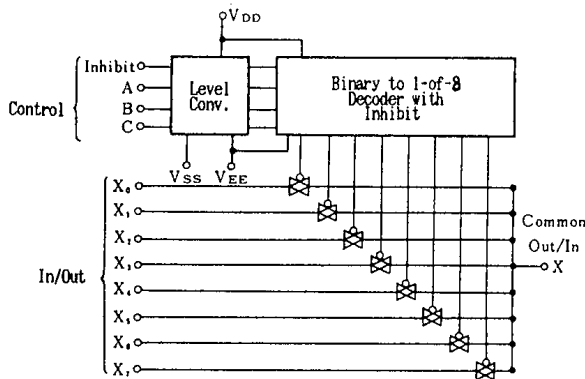 VDD
Inhibit
A
B
C
Control
Level
Conv.
Binary to 1-of-8
Decoder with
Inhibit
VSS
VEE
X0
X1
X2
X3
X4
X5
X6
X7
In/Out
Common
Out/In
X